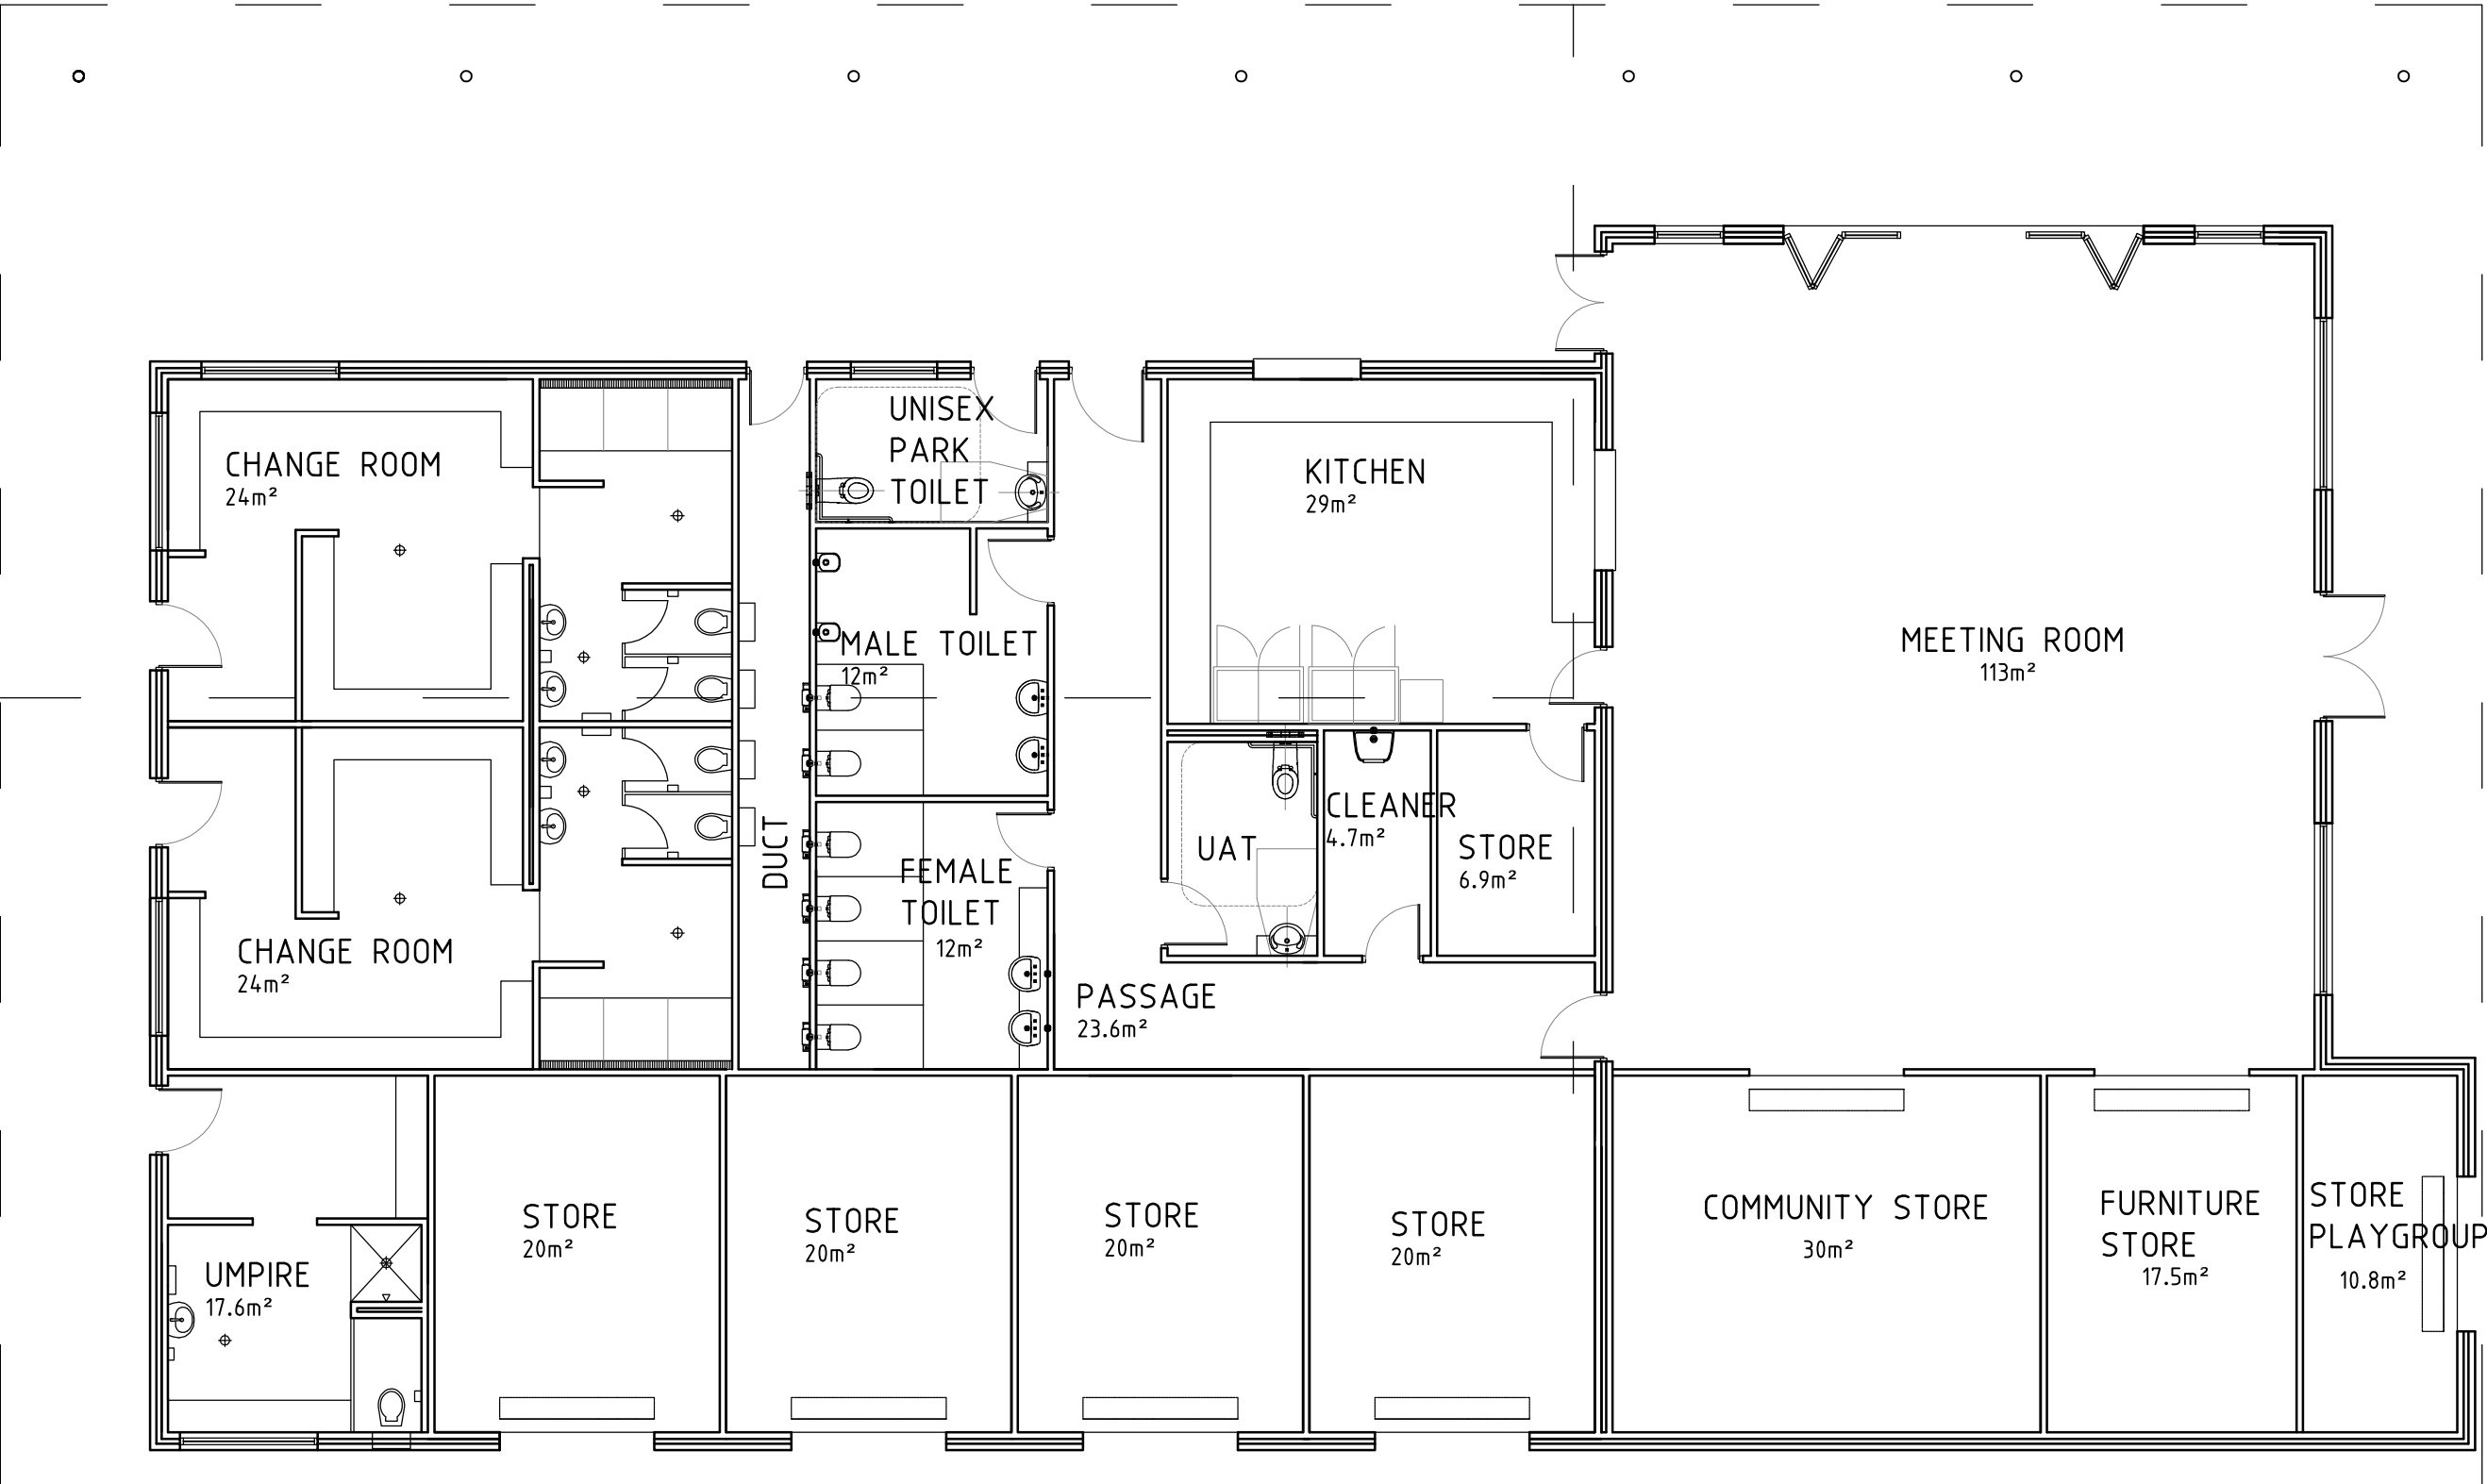 UNISEX
PARK
TOILET
CHANGE ROOM
24m²
KITCHEN
29m²
MALE TOILET
12m²
MEETING ROOM
113m²
DUCT
FEMALE
TOILET
12m²
UAT
CLEANER
4.7m²
STORE
6.9m²
CHANGE ROOM
24m²
PASSAGE
23.6m²
UMPIRE
17.6m²
STORE
20m²
STORE
20m²
STORE
20m²
STORE
20m²
COMMUNITY STORE
30m²
FURNITURE
STORE
17.5m²
STORE
PLAYGROUP
10.8m²